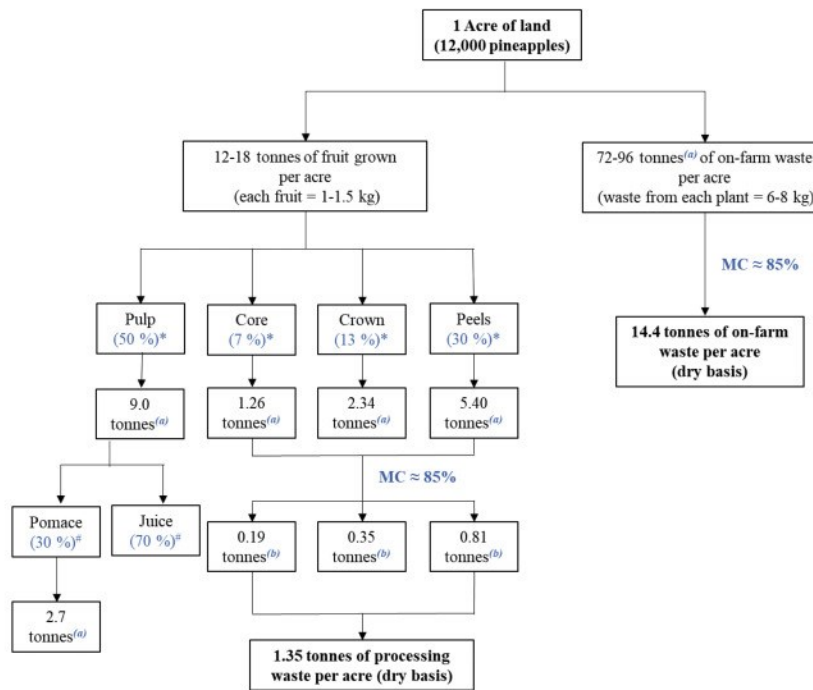 1 Acre of land
(12,000 pineapples)
12-18 tonnes of fruit grown
per acre
(each fruit = 1-1.5 kg)
72-96 tonnes(a) of on-farm waste
per acre
(waste from each plant = 6-8 kg)
MC ≈ 85%
Pulp
(50 %)*
Core
(7 %)*
Crown
(13 %)*
Peels
(30 %)*
14.4 tonnes of on-farm
waste per acre
(dry basis)
9.0
tonnes(a)
1.26
tonnes(a)
2.34
tonnes(a)
5.40
tonnes(a)
MC ≈ 85%
Pomace
(30 %)#
Juice
(70 %)#
0.19
tonnes(b)
0.35
tonnes(b)
0.81
tonnes(b)
2.7
tonnes(a)
1.35 tonnes of processing
waste per acre (dry basis)